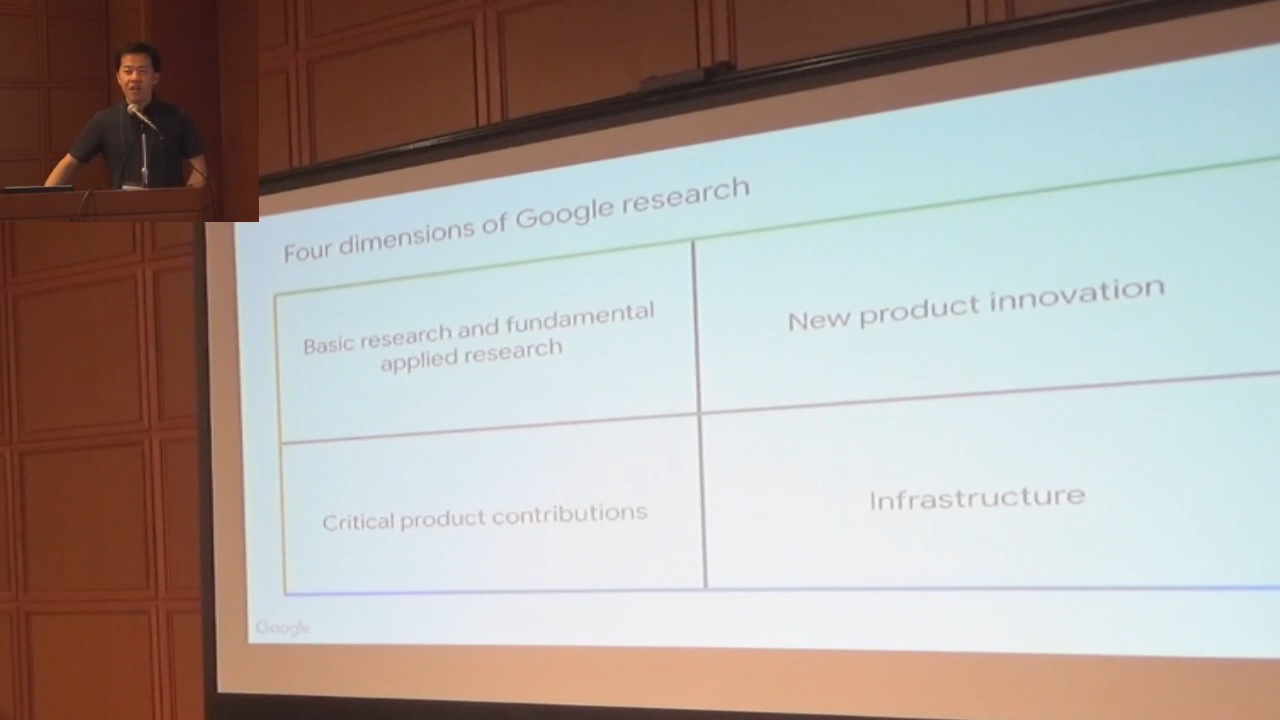 Four dimensions of Google research
Basic research and fundamental
applied research
New product innovation
Critical product contributions
Infrastructure
Google